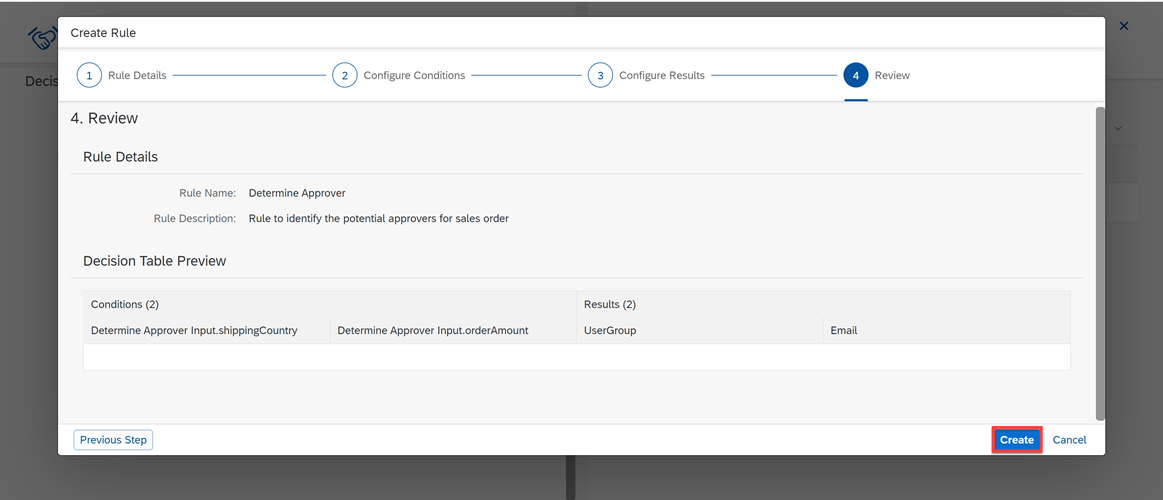 Create Rule
1 Rule Details 2 Configure Conditions 3 Configure Results 4 Review
Decis
4. Review
Rule Details
Rule Name: Determine Approver
Rule Description: Rule to identify the potential approvers for sales order
Decision Table Preview
Conditions (2) Results (2)
Determine Approver Input.shippingCountry Determine Approver Input.orderAmount UserGroup Email
Previous Step Create Cancel